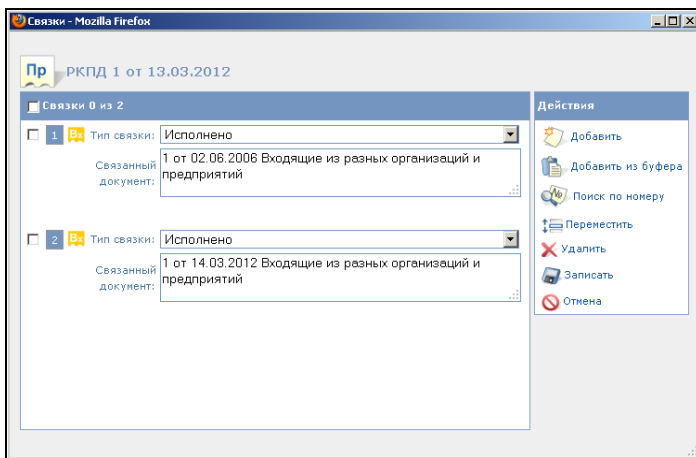 Связки - Mozilla Firefox
Пр РКПД 1 от 13.03.2012
Связки 0 из 2
1 Вх Тип связки: Исполнено
Связанный документ: 1 от 02.06.2006 Входящие из разных организаций и
предприятий
2 Вх Тип связки: Исполнено
Связанный документ: 1 от 14.03.2012 Входящие из разных организаций и
предприятий
Действия
Добавить
Добавить из буфера
No Поиск по номеру
Переместить
Удалить
Записать
Отмена